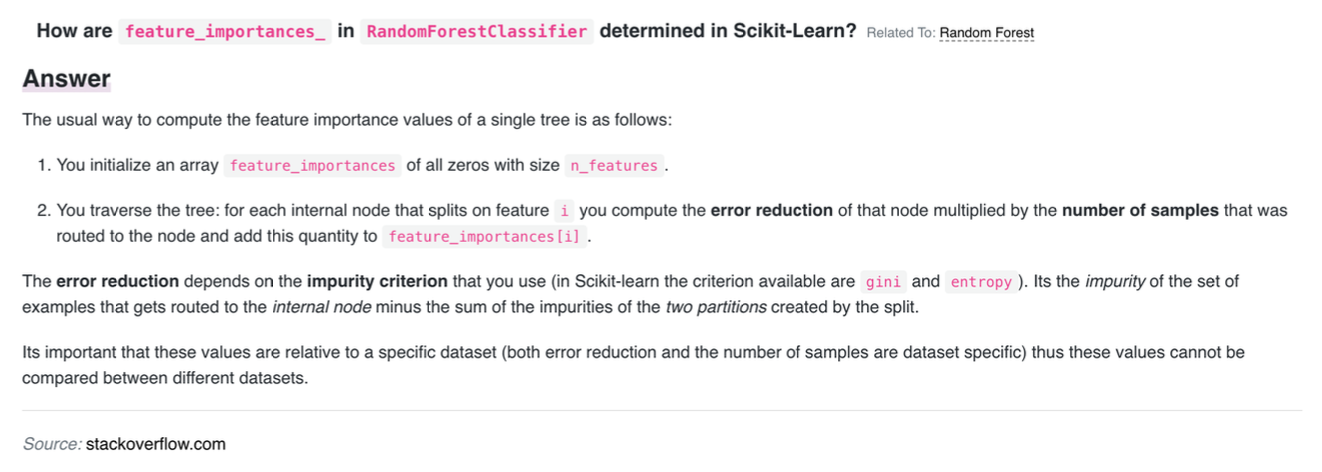 How are feature_importances_ in RandomForestClassifier determined in Scikit-Learn? Related To: Random Forest
Answer
The usual way to compute the feature importance values of a single tree is as follows:
1. You initialize an array feature_importances of all zeros with size n_features .
2. You traverse the tree: for each internal node that splits on feature i you compute the error reduction of that node multiplied by the number of samples that was
routed to the node and add this quantity to feature_importances[i] .
The error reduction depends on the impurity criterion that you use (in Scikit-learn the criterion available are gini and entropy ). Its the impurity of the set of
examples that gets routed to the internal node minus the sum of the impurities of the two partitions created by the split.
Its important that these values are relative to a specific dataset (both error reduction and the number of samples are dataset specific) thus these values cannot be
compared between different datasets.
Source: stackoverflow.com